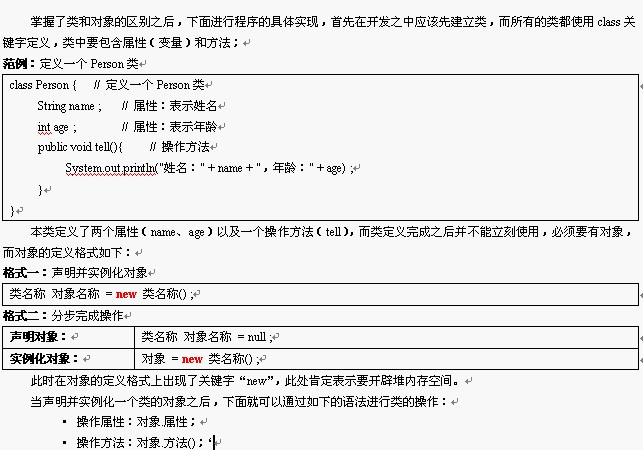 掌握了类和对象的区别之后，下面进行程序的具体实现，首先在开发之中应该先建立类，而所有的类都使用 class 关
键字定义，类中要包含属性（变量）和方法；
范例：定义一个 Person 类
class Person { // 定义一个 Person 类
String name ; // 属性：表示姓名
int age ; // 属性：表示年龄
public void tell(){ // 操作方法
System.out.println("姓名：" + name + "，年龄：" + age) ;
}
}
本类定义了两个属性（name、age）以及一个操作方法（tell），而类定义完成之后并不能立刻使用，必须要有对象，
而对象的定义格式如下：
格式一：声明并实例化对象
类名称 对象名称 = new 类名称() ;
格式二：分步完成操作
声明对象： 类名称 对象名称 = null ;
实例化对象： 对象 = new 类名称() ;
此时在对象的定义格式上出现了关键字“new”，此处肯定表示要开辟堆内存空间。
当声明并实例化一个类的对象之后，下面就可以通过如下的语法进行类的操作：
▪ 操作属性：对象.属性；
▪ 操作方法：对象.方法()；‘